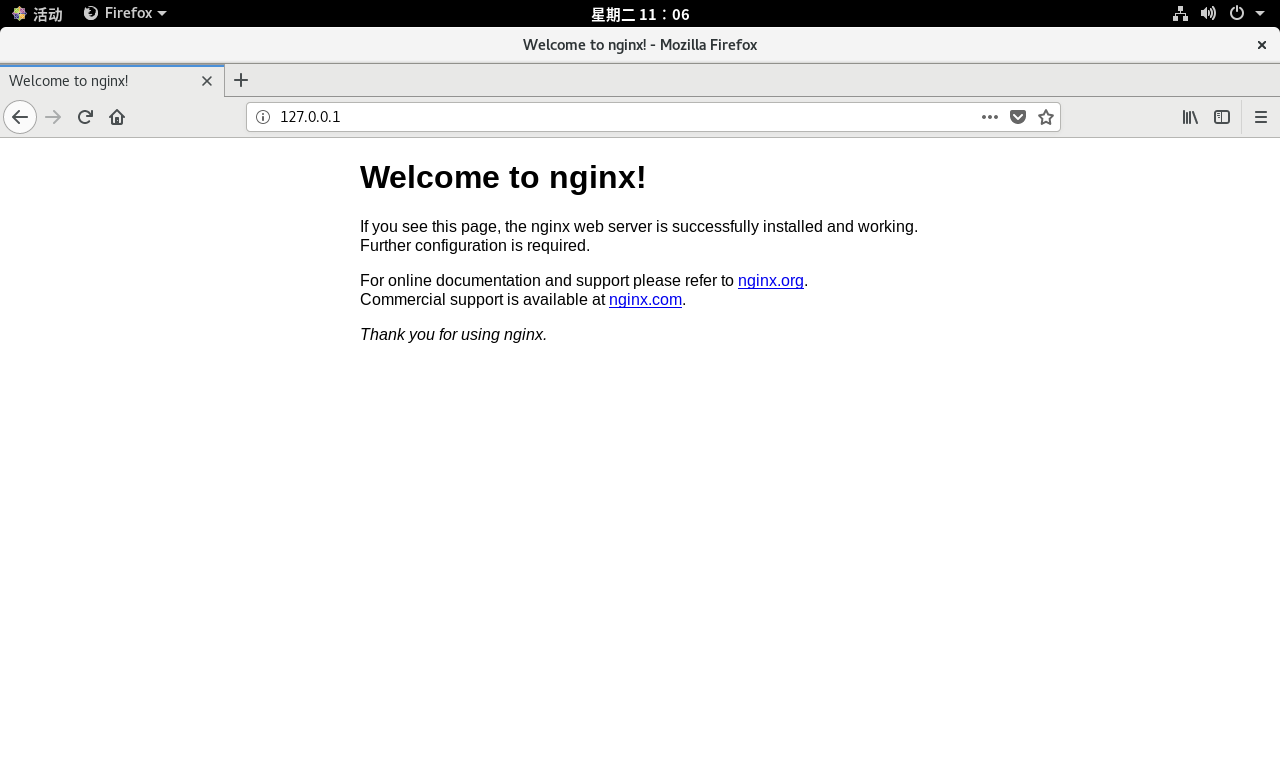 活动 Firefox 星期二 11：06
Welcome to nginx! - Mozilla Firefox
Welcome to nginx!
127.0.0.1
Welcome to nginx!
If you see this page, the nginx web server is successfully installed and working.
Further configuration is required.
For online documentation and support please refer to nginx.org.
Commercial support is available at nginx.com.
Thank you for using nginx.